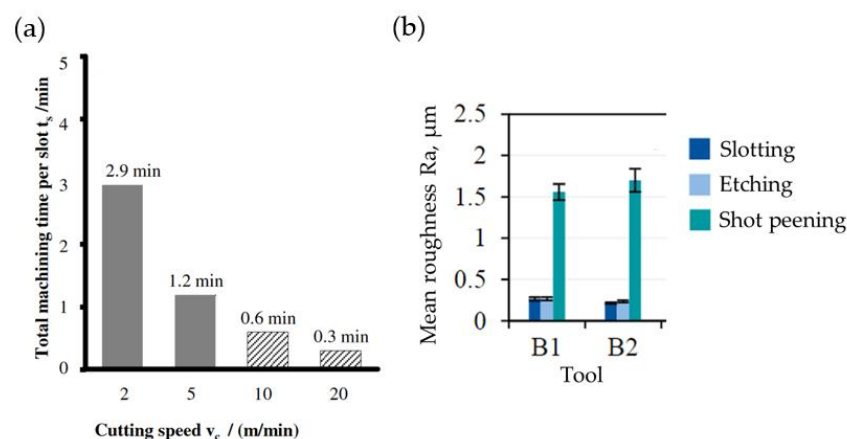 (a)
Total machining time per slot tₛ /min
5
4
3
2
1
0
2.9 min
1.2 min
0.6 min
0.3 min
2
5
10
20
Cutting speed v꜀ / (m/min)
(b)
Mean roughness Ra, µm
2.5
2
1.5
1
0.5
0
B1
B2
Tool
Slotting
Etching
Shot peening